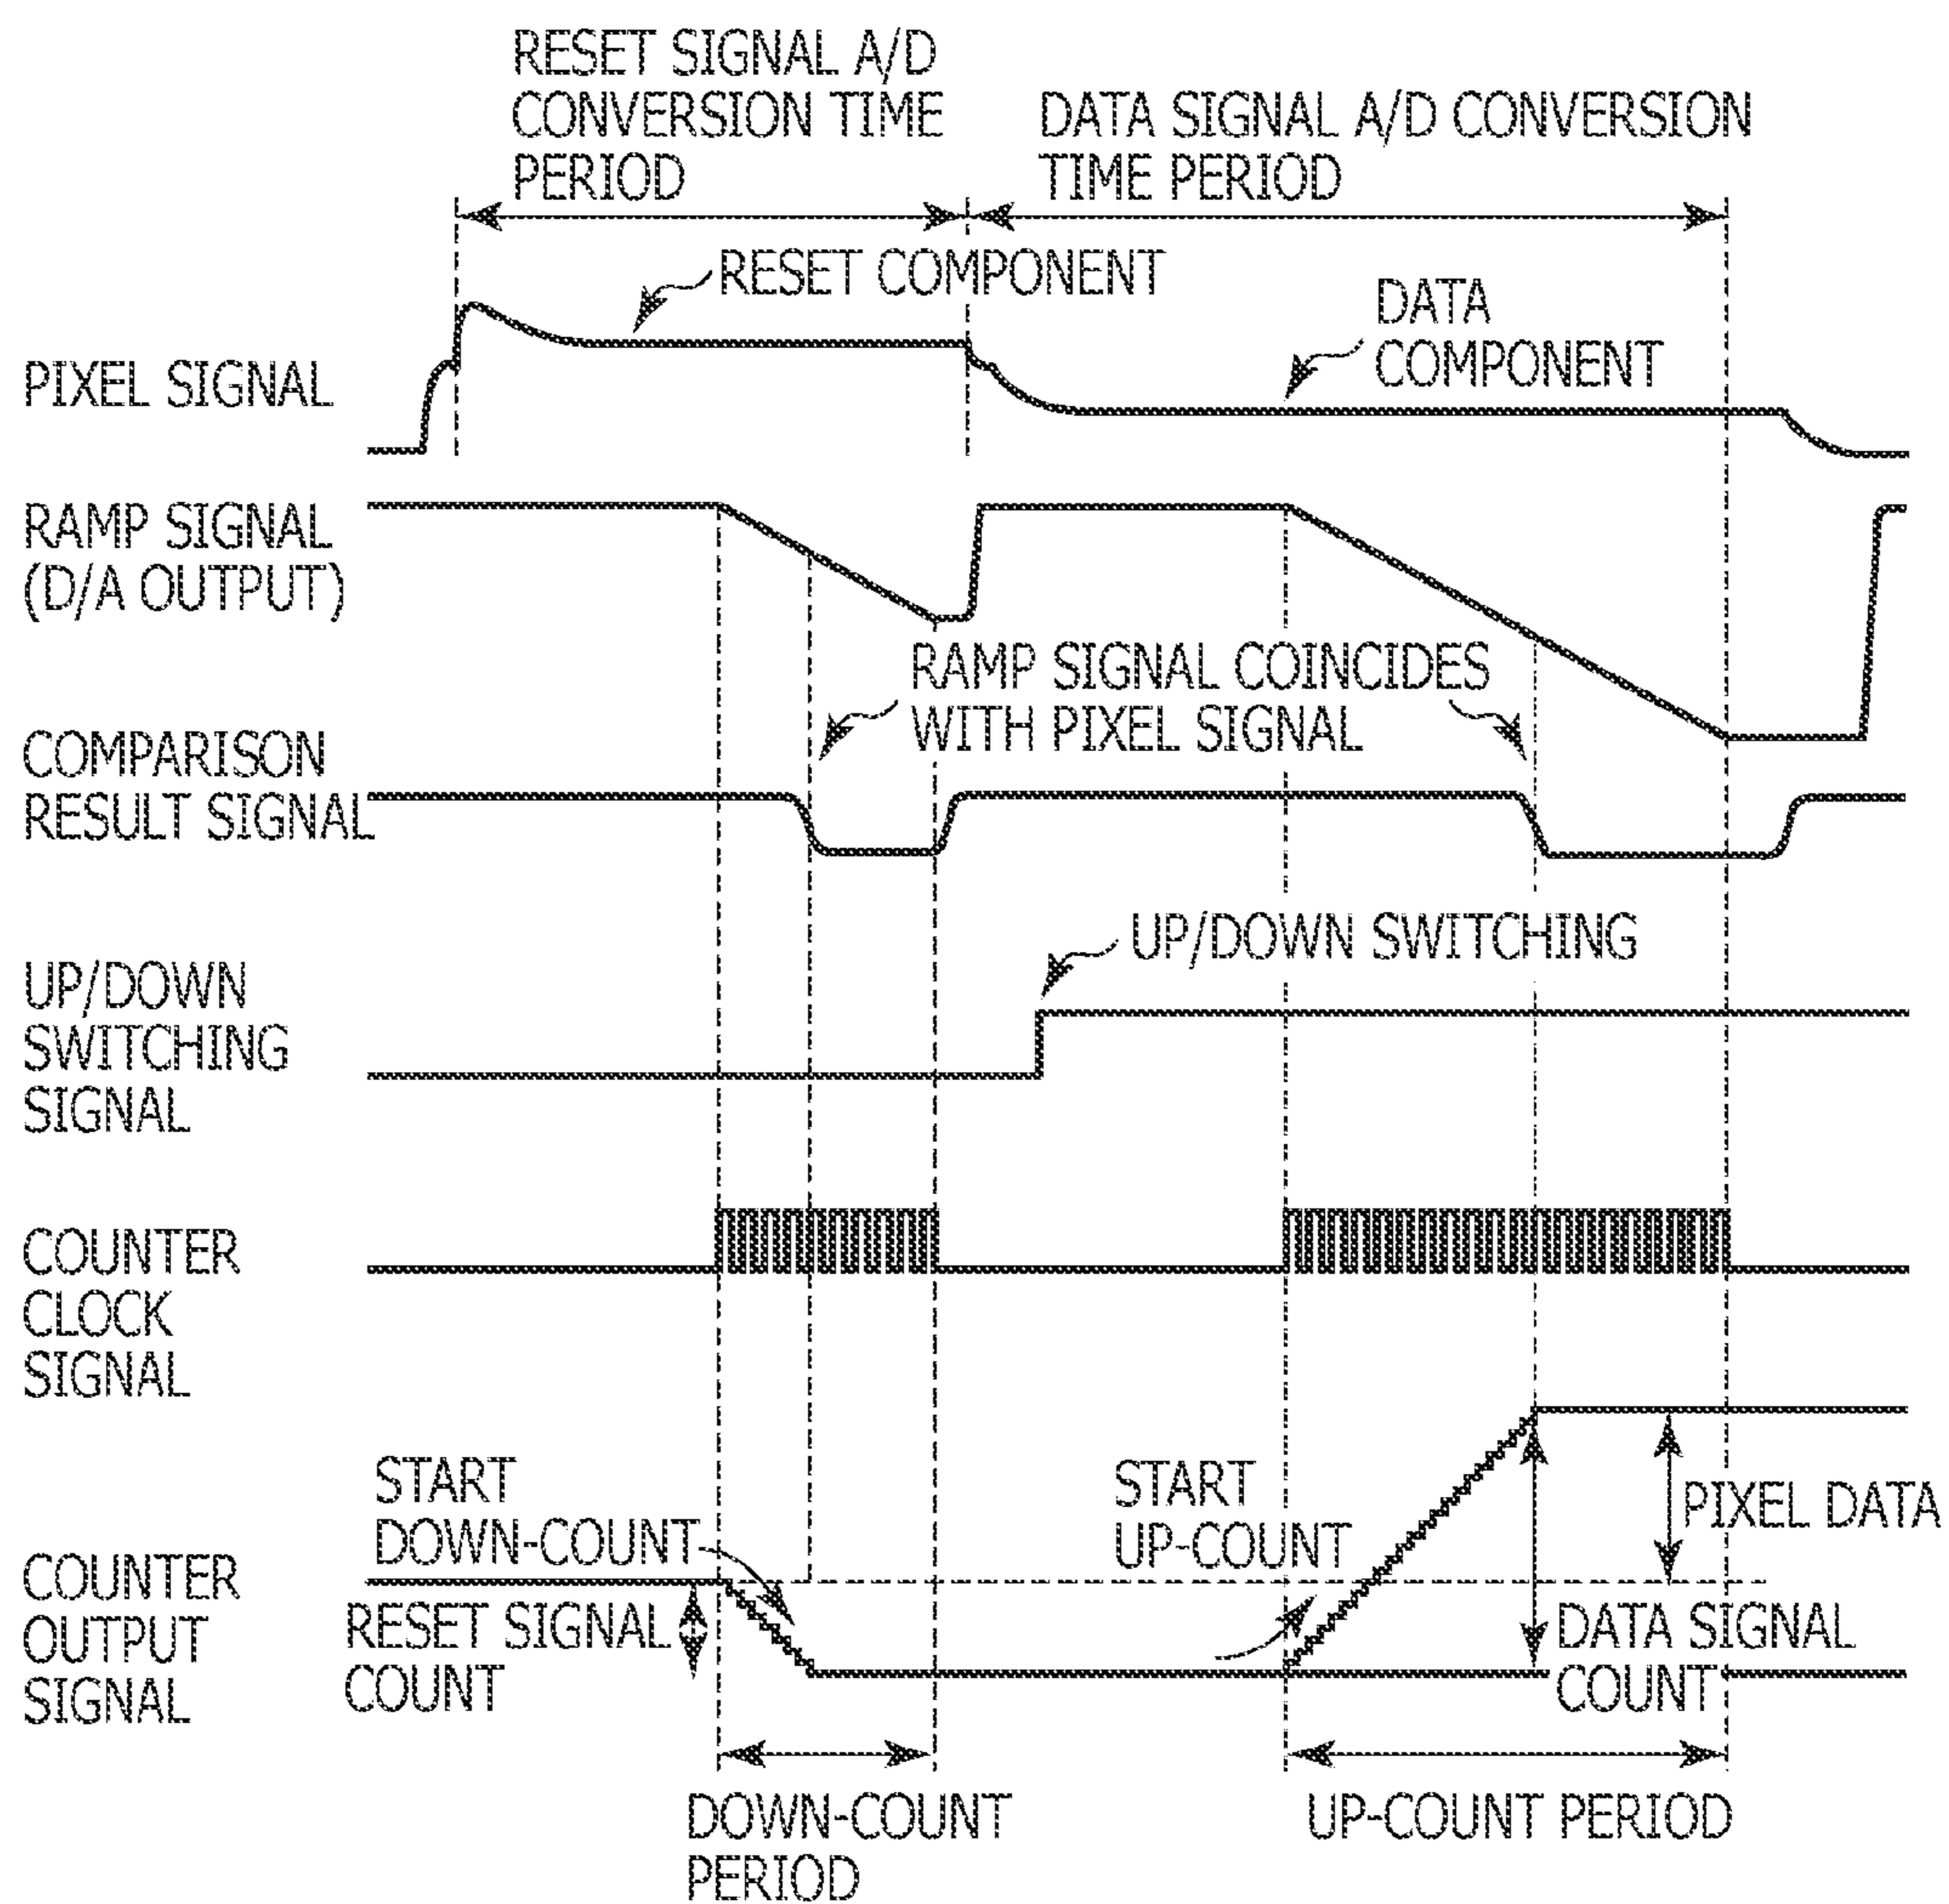 RESET SIGNAL A/D
CONVERSION TIME
PERIOD
DATA SIGNAL A/D CONVERSION
TIME PERIOD
RESET COMPONENT
DATA
COMPONENT
PIXEL SIGNAL
RAMP SIGNAL
(D/A OUTPUT)
RAMP SIGNAL COINCIDES
WITH PIXEL SIGNAL
COMPARISON
RESULT SIGNAL
UP/DOWN SWITCHING
UP/DOWN
SWITCHING
SIGNAL
COUNTER
CLOCK
SIGNAL
START
DOWN-COUNT
START
UP-COUNT
PIXEL DATA
COUNTER
OUTPUT
SIGNAL
RESET SIGNAL
COUNT
DATA SIGNAL
COUNT
DOWN-COUNT
PERIOD
UP-COUNT PERIOD